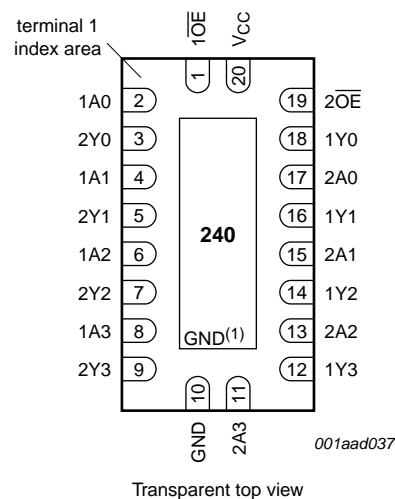 terminal 1
index area
1O̅E̅
VCC
1
20
1A0 2 19 2O̅E̅
2Y0 3 18 1Y0
1A1 4 17 2A0
2Y1 5 16 1Y1
240
1A2 6 15 2A1
2Y2 7 14 1Y2
1A3 8 GND(1) 13 2A2
2Y3 9 12 1Y3
10
11
GND
2A3
001aad037
Transparent top view